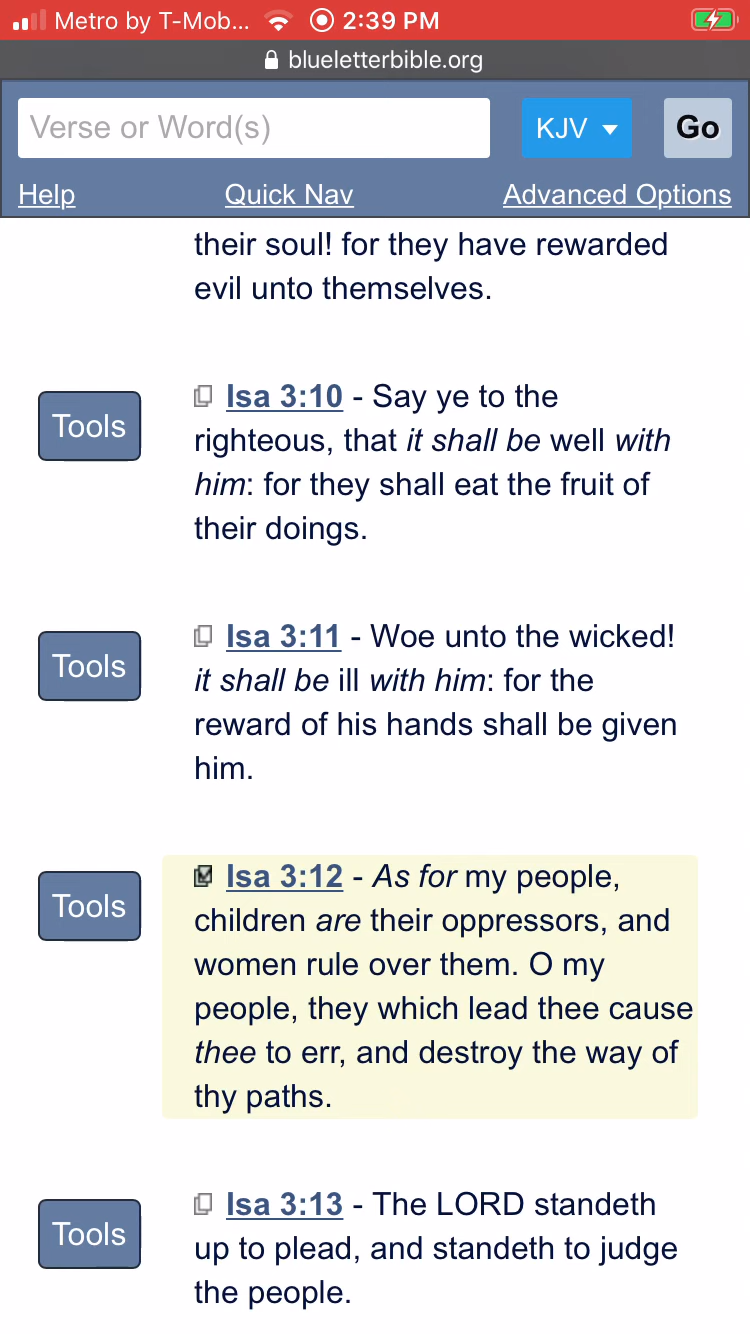 Metro by T-Mob... 2:39 PM
blueletterbible.org
Verse or Word(s) KJV Go
Help Quick Nav Advanced Options
their soul! for they have rewarded
evil unto themselves.
Tools
Isa 3:10 - Say ye to the
righteous, that it shall be well with
him: for they shall eat the fruit of
their doings.
Tools
Isa 3:11 - Woe unto the wicked!
it shall be ill with him: for the
reward of his hands shall be given
him.
Tools
Isa 3:12 - As for my people,
children are their oppressors, and
women rule over them. O my
people, they which lead thee cause
thee to err, and destroy the way of
thy paths.
Tools
Isa 3:13 - The LORD standeth
up to plead, and standeth to judge
the people.